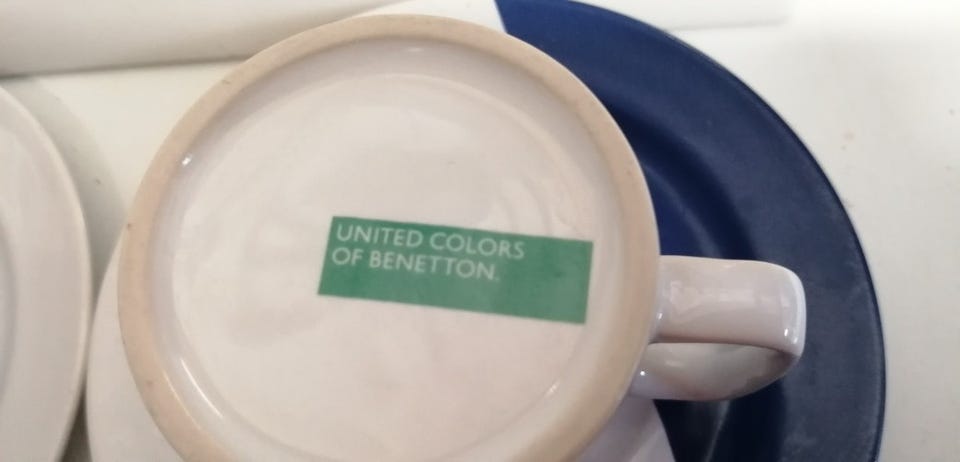 UNITED COLORS
OF BENETTON.